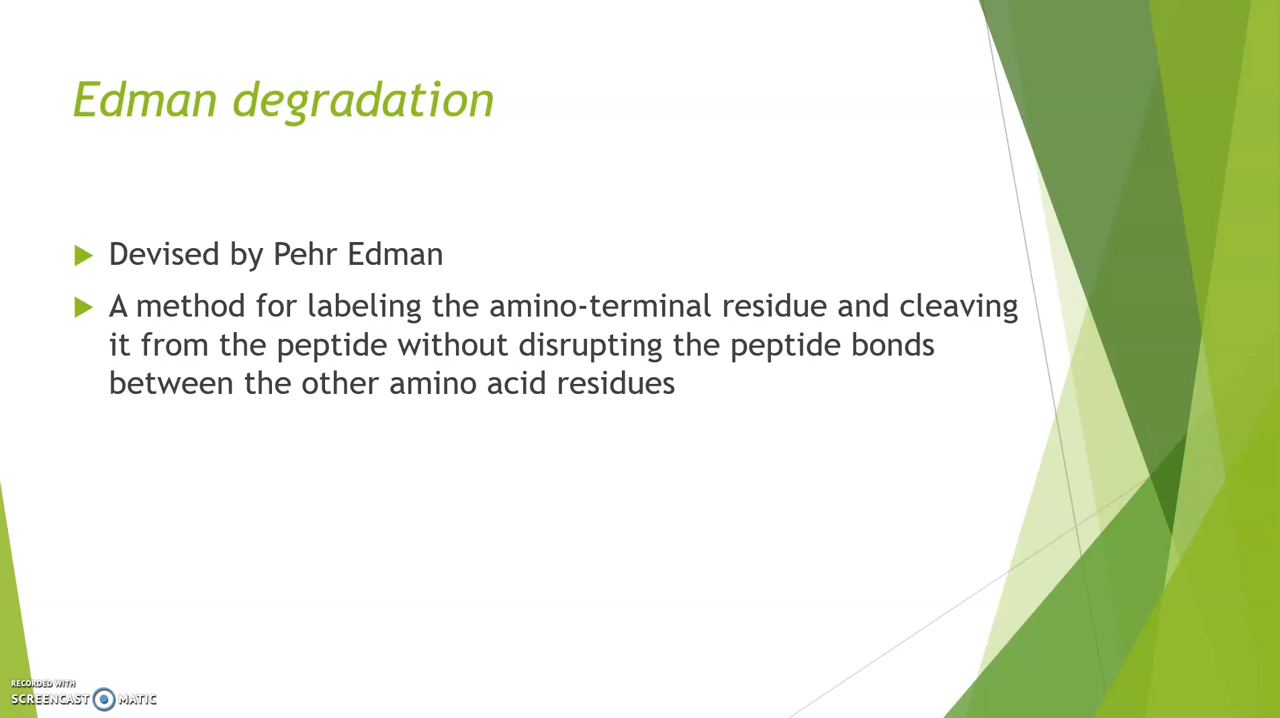 Edman degradation
Devised by Pehr Edman
A method for labeling the amino-terminal residue and cleaving
it from the peptide without disrupting the peptide bonds
between the other amino acid residues
RECORDED WITH
SCREENCAST MATIC